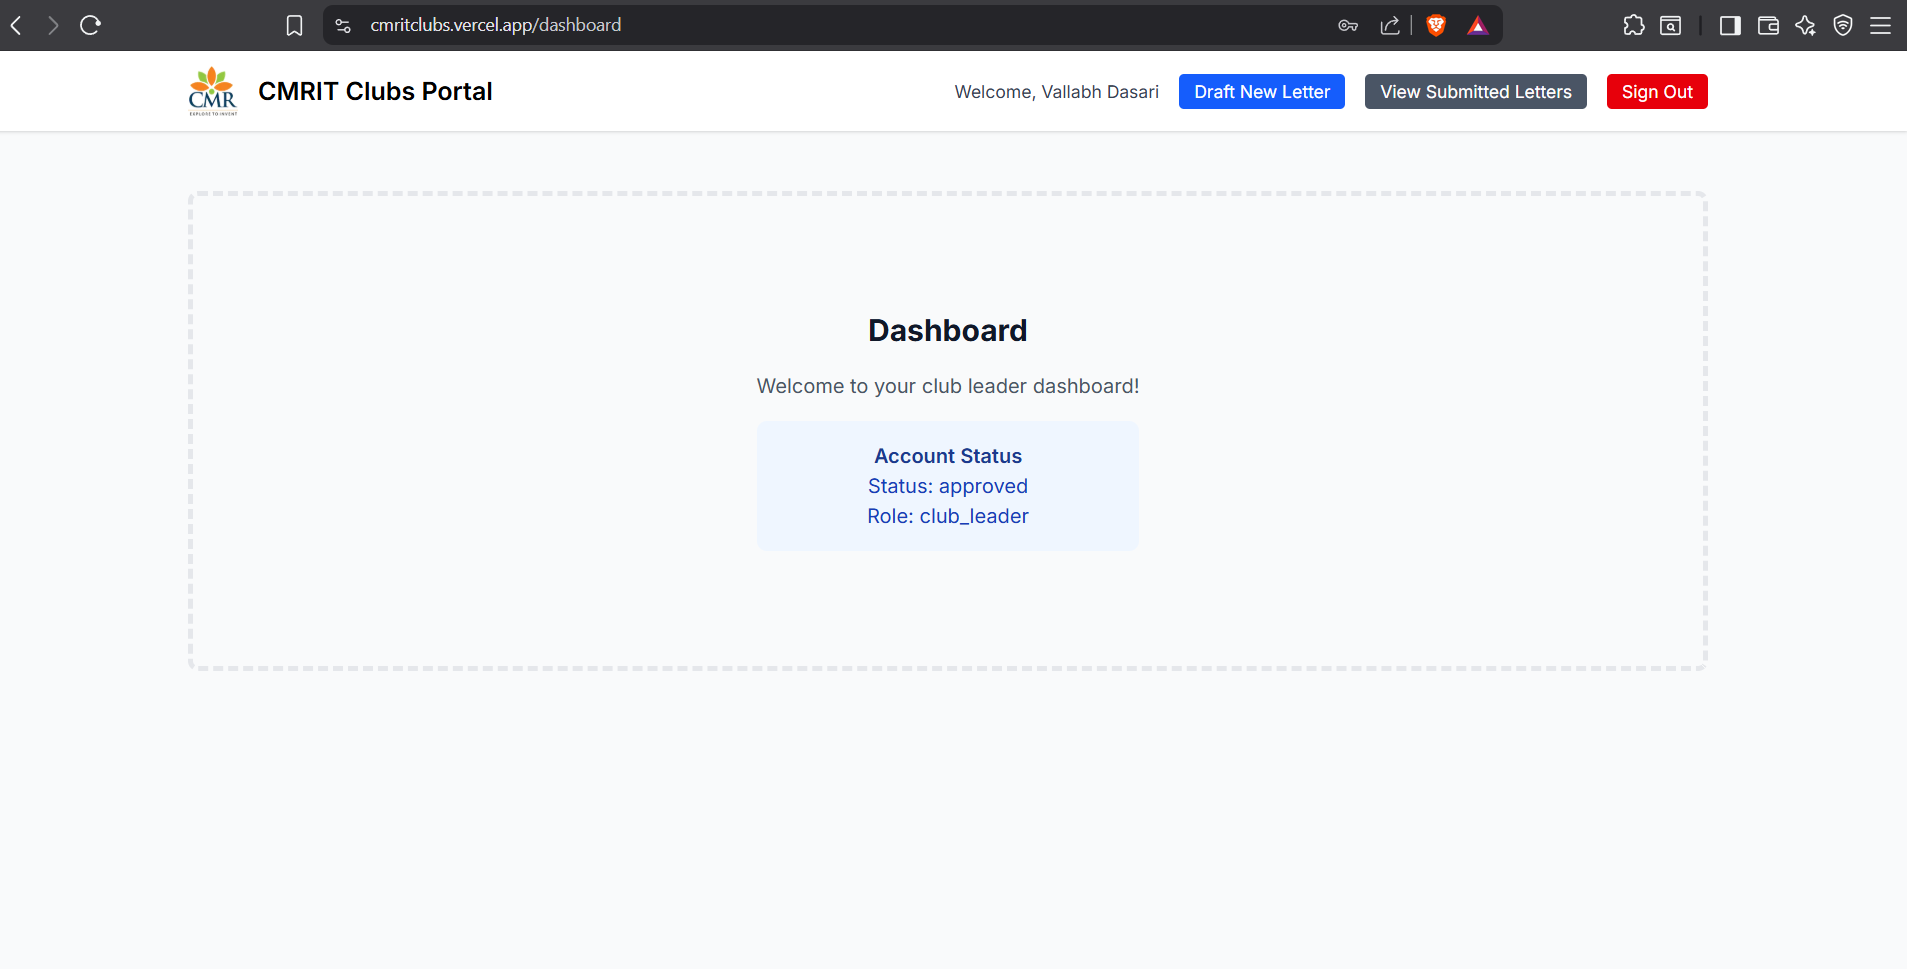 cmritclubs.vercel.app/dashboard
CMR
EXPLORE TO INVENT
CMRIT Clubs Portal
Welcome, Vallabh Dasari
Draft New Letter
View Submitted Letters
Sign Out
Dashboard
Welcome to your club leader dashboard!
Account Status
Status: approved
Role: club_leader